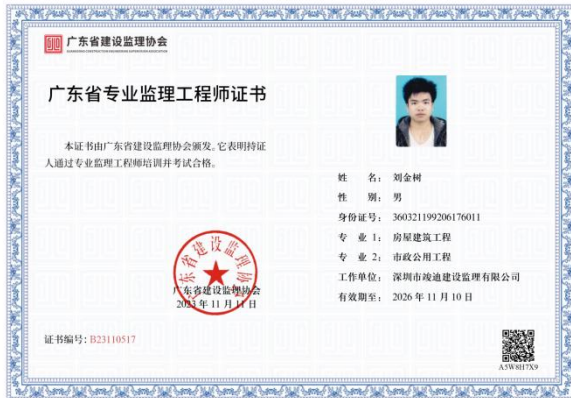 广东省建设监理协会
广东省专业监理工程师证书
本证书由广东省建设监理协会颁发。它表明持证
人通过专业监理工程师培训并考试合格。
姓 名： 刘金树
性 别： 男
身份证号： 360321199206176011
专 业 1： 房屋建筑工程
专 业 2： 市政公用工程
工作单位： 深圳市竣迪建设监理有限公司
有效期至： 2026 年 11 月 10 日
广东省建设监理协会
广东省建设监理协会
2023 年 11 月 11 日
证书编号：B23110517
A5W8H7X9